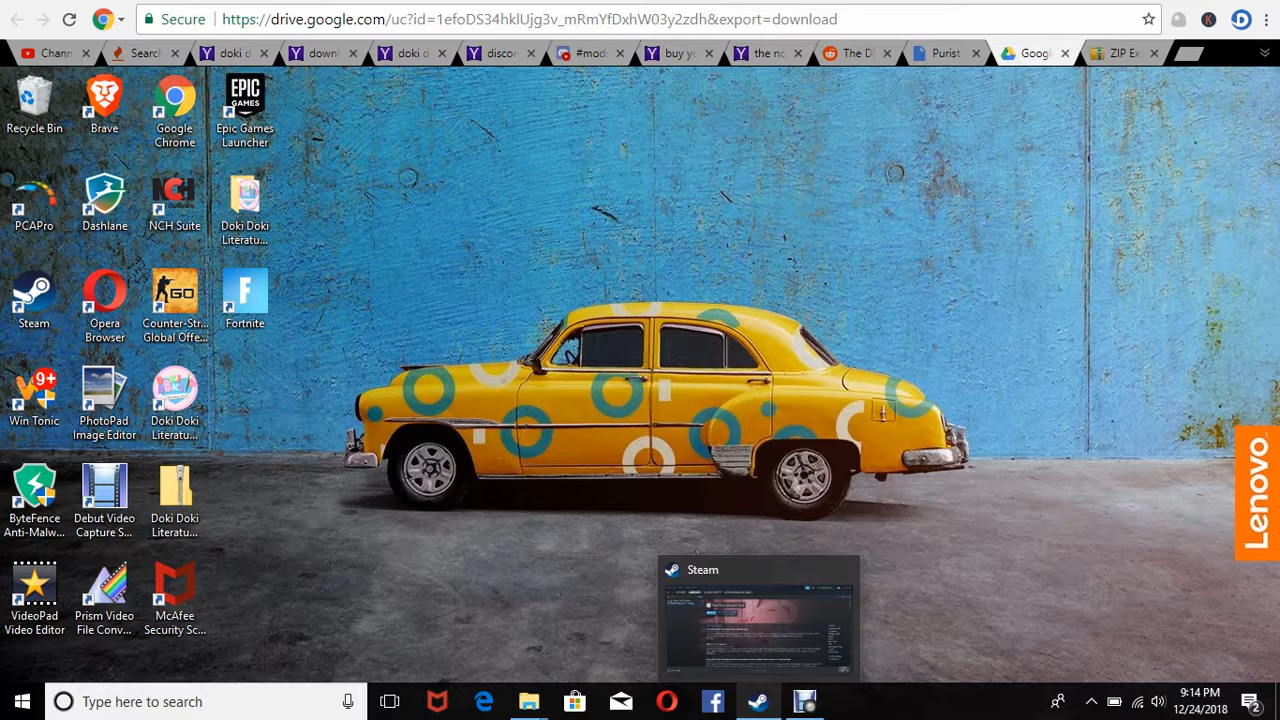 Secure
https://drive.google.com/uc?id=1efoDS34hklUJg3v_mRmYfDxhW03y2zdh&export=download
Chann
Search
doki d
downl
doki d
discor
#mod
buy yo
the no
The D
Purist
Googl
ZIP Ex
Recycle Bin
Brave
Google
Chrome
EPIC
GAMES
Epic Games
Launcher
PCAPro
Dashlane
NCH
NCH Suite
Doki Doki
Literatu...
Steam
Opera
Browser
GO
Counter-Str...
Global Offe...
F
Fortnite
9+
Win Tonic
PhotoPad
Image Editor
Doki Doki
Literatu...
ByteFence
Anti-Malw...
Debut Video
Capture S...
Doki Doki
Literatu...
VideoPad
Video Editor
Prism Video
File Conv...
McAfee
Security Sc...
Lenovo
Steam
Type here to search
9:14 PM
12/24/2018
2